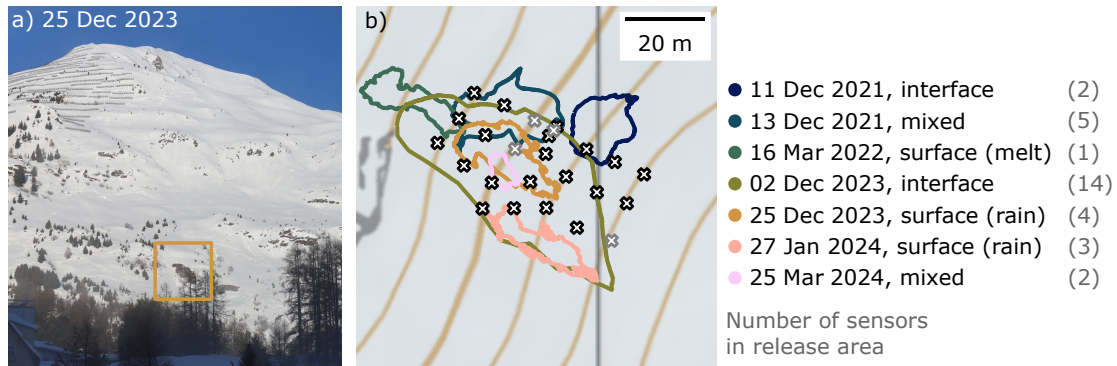 a) 25 Dec 2023
b)
20 m
11 Dec 2021, interface (2)
13 Dec 2021, mixed (5)
16 Mar 2022, surface (melt) (1)
02 Dec 2023, interface (14)
25 Dec 2023, surface (rain) (4)
27 Jan 2024, surface (rain) (3)
25 Mar 2024, mixed (2)
Number of sensors
in release area